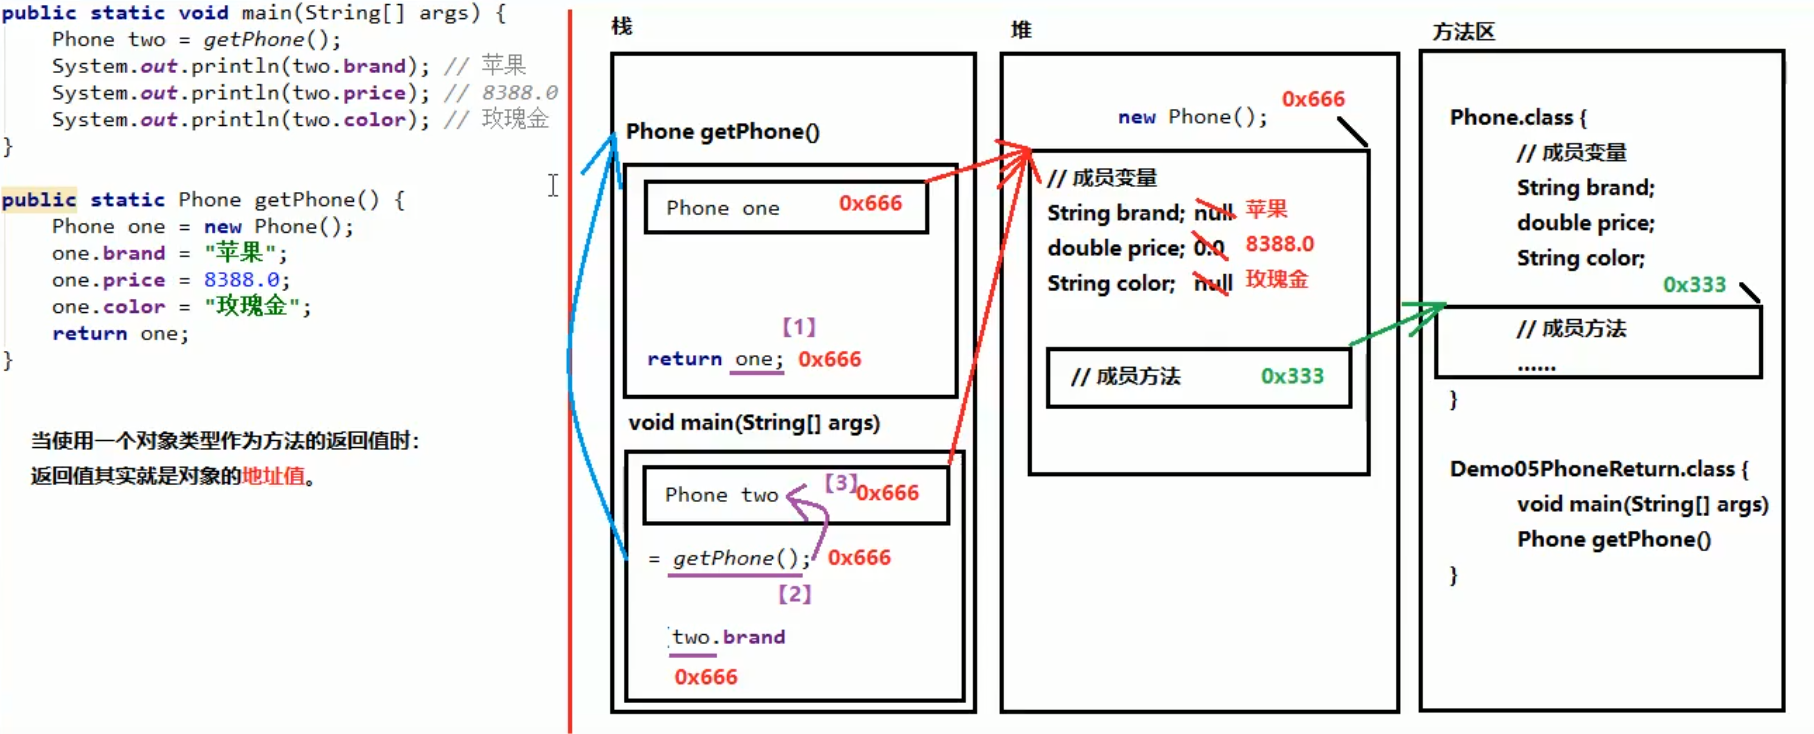 public static void main(String[] args) {
Phone two = getPhone();
System.out.println(two.brand); // 苹果
System.out.println(two.price); // 8388.0
System.out.println(two.color); // 玫瑰金
}
public static Phone getPhone() {
Phone one = new Phone();
one.brand = "苹果";
one.price = 8388.0;
one.color = "玫瑰金";
return one;
}
当使用一个对象类型作为方法的返回值时：
返回值其实就是对象的地址值。
栈
Phone getPhone()
Phone one 0x666
【1】
return one; 0x666
void main(String[] args)
Phone two 【3】 0x666
= getPhone(); 0x666
【2】
two.brand
0x666
堆
0x666
new Phone();
// 成员变量
String brand; null 苹果
double price; 0.0 8388.0
String color; null 玫瑰金
// 成员方法 0x333
方法区
Phone.class {
// 成员变量
String brand;
double price;
String color;
0x333
// 成员方法
......
}
Demo05PhoneReturn.class {
void main(String[] args)
Phone getPhone()
}